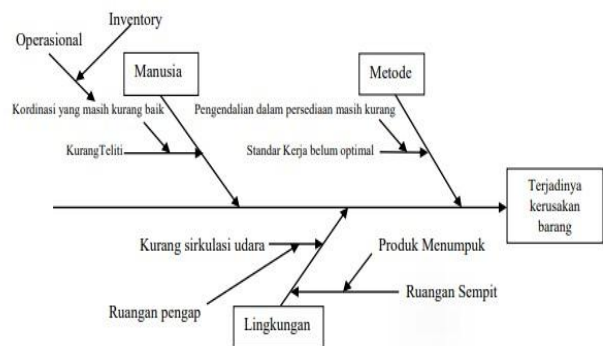 Inventory
Operasional
Manusia
Metode
Kordinasi yang masih kurang baik
Pengendalian dalam persediaan masih kurang
KurangTeliti
Standar Kerja belum optimal
Terjadinya
kerusakan
barang
Kurang sirkulasi udara
Produk Menumpuk
Ruangan pengap
Ruangan Sempit
Lingkungan